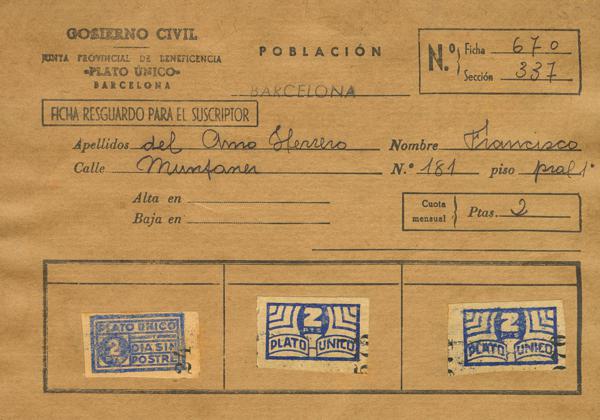 GOBIERNO CIVIL
JUNTA PROVINCIAL DE BENEFICENCIA
-PLATO ÚNICO-
BARCELONA
POBLACIÓN
BARCELONA
N.º
Ficha 670
Sección 337
FICHA RESGUARDO PARA EL SUSCRIPTOR
Apellidos del Amo Herrero Nombre Francisco
Calle Muntaner N.º 181 piso pral 1ª
Alta en
Baja en
Cuota mensual Ptas. 2
PLATO UNICO
2 DIA SIN
POSTRE
2
PTS
PLATO UNICO
2
PTS
PLATO UNICO